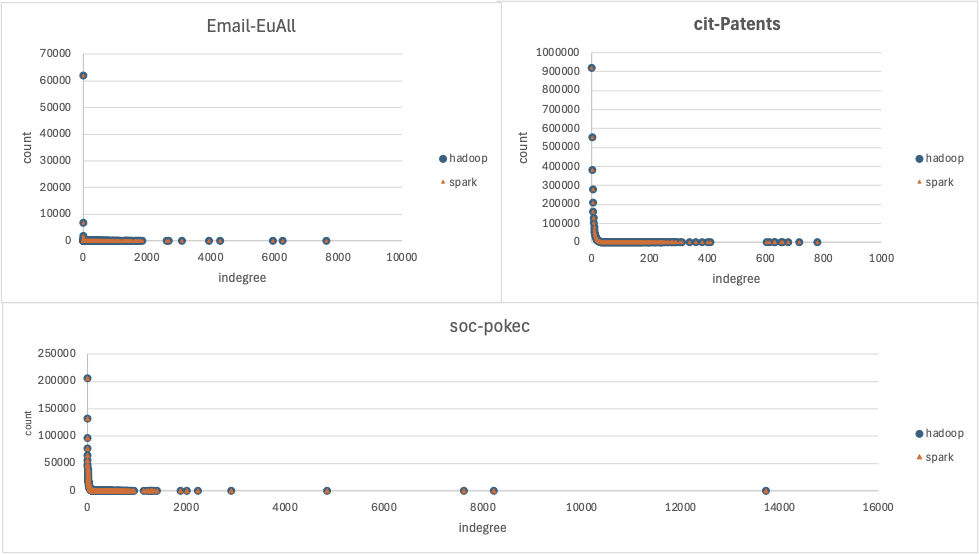 Email-EuAll
70000
60000
50000
40000
30000
20000
10000
0
count
0 2000 4000 6000 8000 10000
indegree
hadoop
spark
cit-Patents
1000000
900000
800000
700000
600000
500000
400000
300000
200000
100000
0
count
0 200 400 600 800 1000
indegree
hadoop
spark
soc-pokec
250000
200000
150000
100000
50000
0
count
0 2000 4000 6000 8000 10000 12000 14000 16000
indegree
hadoop
spark